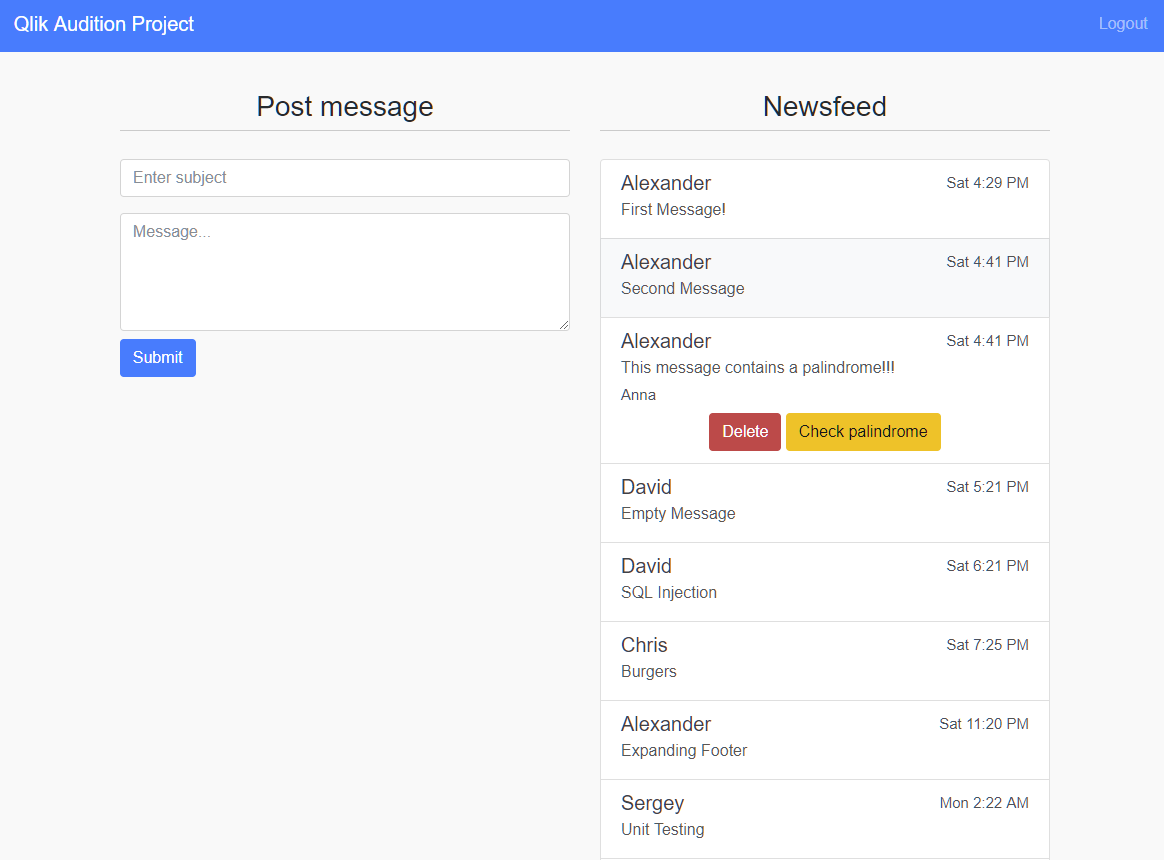 Qlik Audition Project
Logout
Post message
Enter subject
Message...
Submit
Newsfeed
Alexander
Sat 4:29 PM
First Message!
Alexander
Sat 4:41 PM
Second Message
Alexander
Sat 4:41 PM
This message contains a palindrome!!!
Anna
Delete
Check palindrome
David
Sat 5:21 PM
Empty Message
David
Sat 6:21 PM
SQL Injection
Chris
Sat 7:25 PM
Burgers
Alexander
Sat 11:20 PM
Expanding Footer
Sergey
Mon 2:22 AM
Unit Testing